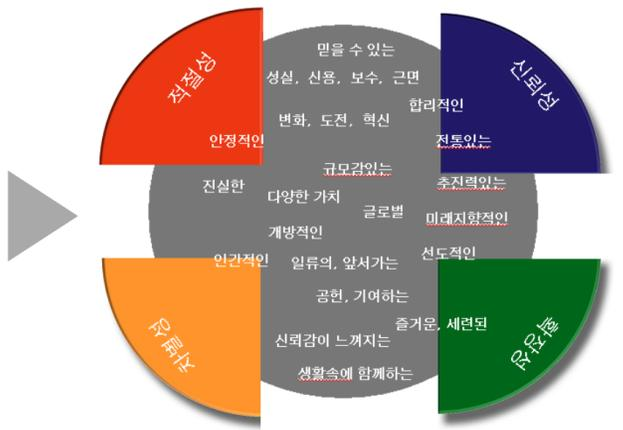 적절성
신뢰성
믿을 수 있는
성실, 신용, 보수, 근면
합리적인
변화, 도전, 혁신
안정적인
전통있는
규모감있는
진실한
추진력있는
다양한 가치
글로벌
미래지향적인
개방적인
인간적인
일류의, 앞서가는
선도적인
공헌, 기여하는
즐거운, 세련된
신뢰감이 느껴지는
생활속에 함께하는
차별성
확장성